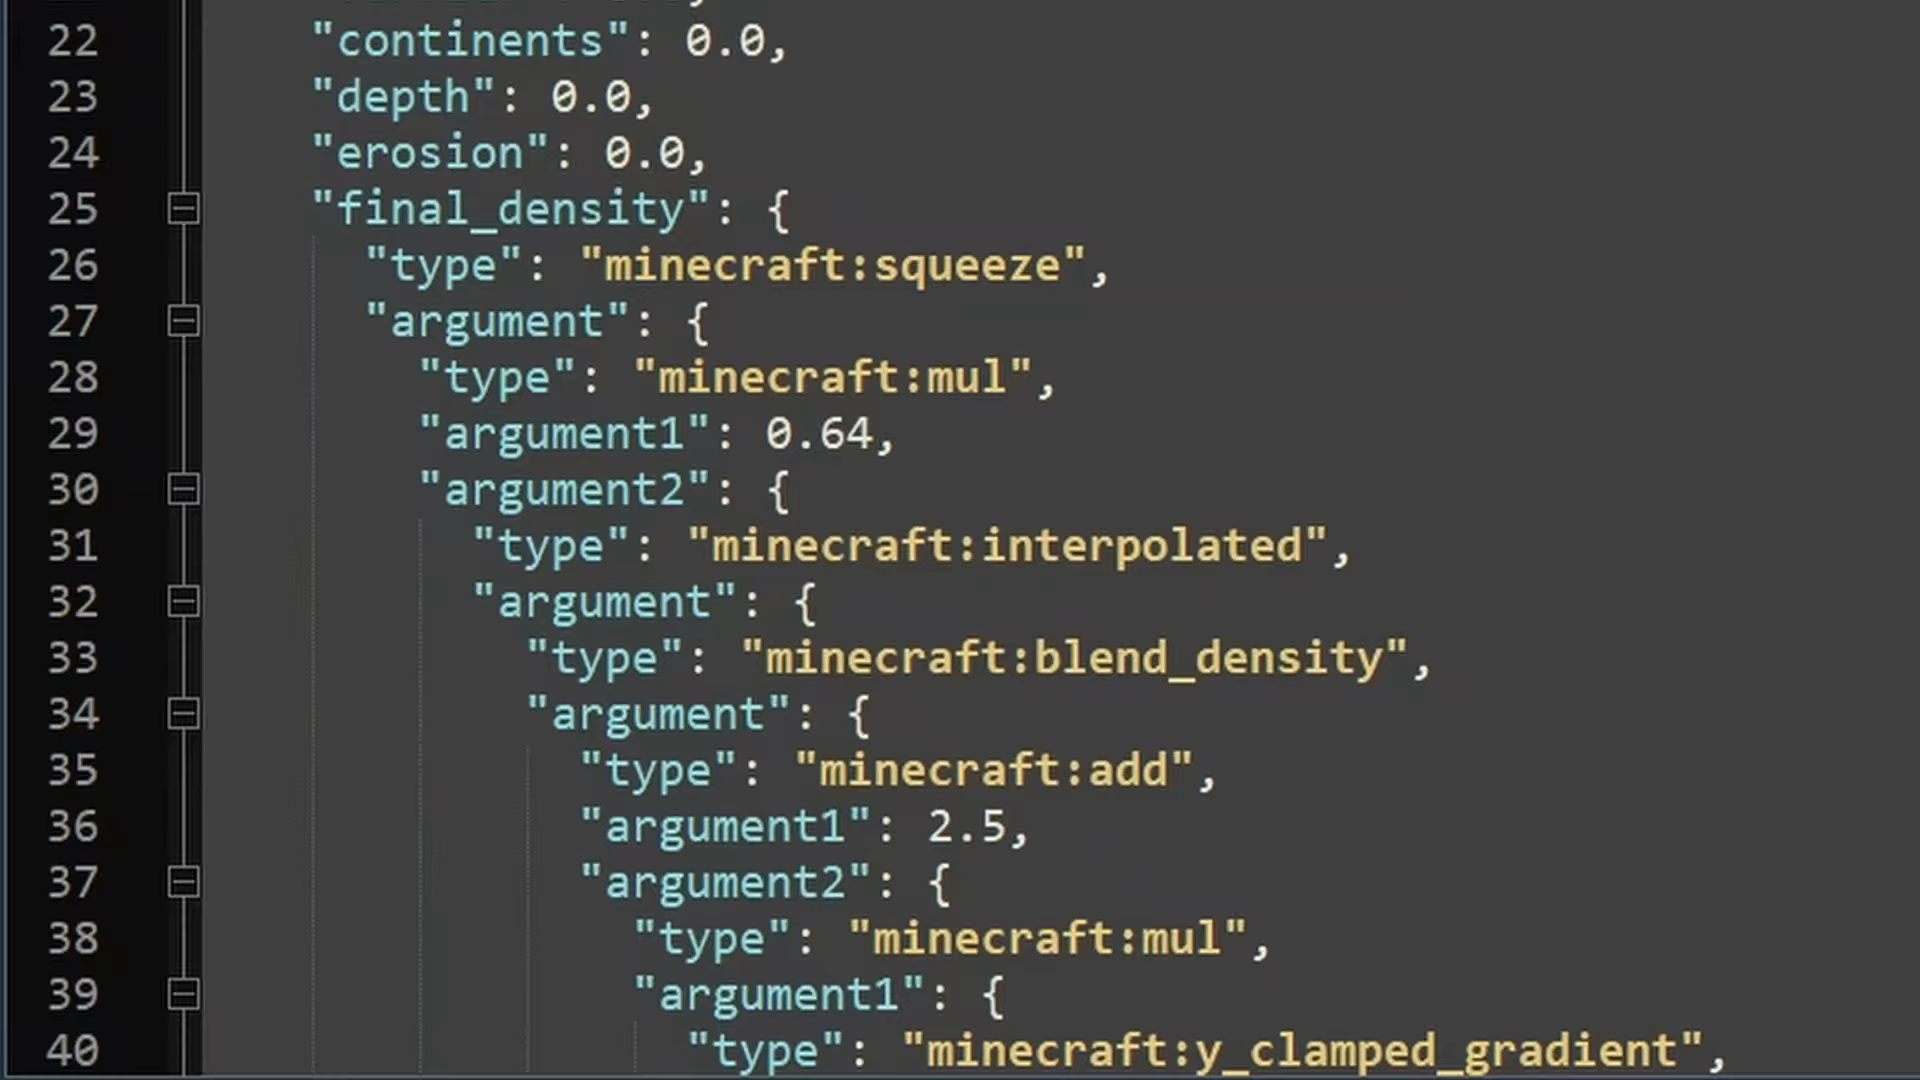 22 "continents": 0.0,
23 "depth": 0.0,
24 "erosion": 0.0,
25 "final_density": {
26 "type": "minecraft:squeeze",
27 "argument": {
28 "type": "minecraft:mul",
29 "argument1": 0.64,
30 "argument2": {
31 "type": "minecraft:interpolated",
32 "argument": {
33 "type": "minecraft:blend_density",
34 "argument": {
35 "type": "minecraft:add",
36 "argument1": 2.5,
37 "argument2": {
38 "type": "minecraft:mul",
39 "argument1": {
40 "type": "minecraft:y_clamped_gradient",